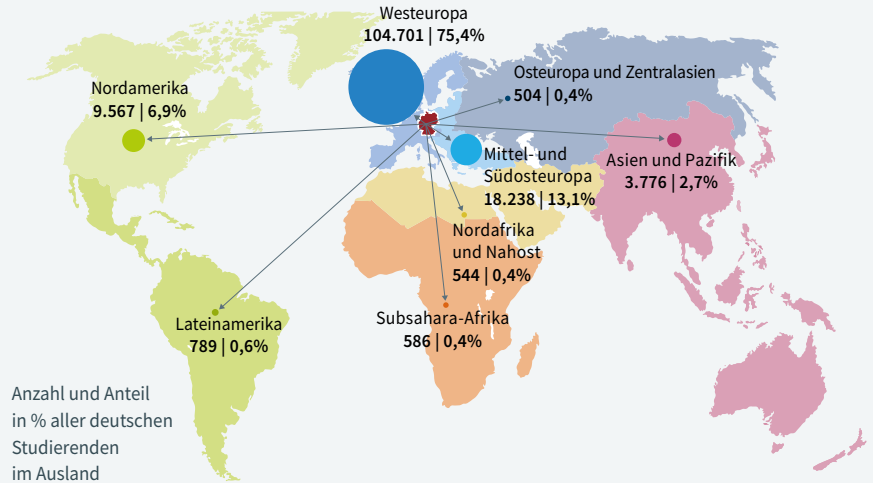 Westeuropa
104.701 | 75,4%
Nordamerika
9.567 | 6,9%
Osteuropa und Zentralasien
504 | 0,4%
Mittel- und
Südosteuropa
18.238 | 13,1%
Asien und Pazifik
3.776 | 2,7%
Nordafrika
und Nahost
544 | 0,4%
Subsahara-Afrika
586 | 0,4%
Lateinamerika
789 | 0,6%
Anzahl und Anteil
in % aller deutschen
Studierenden
im Ausland